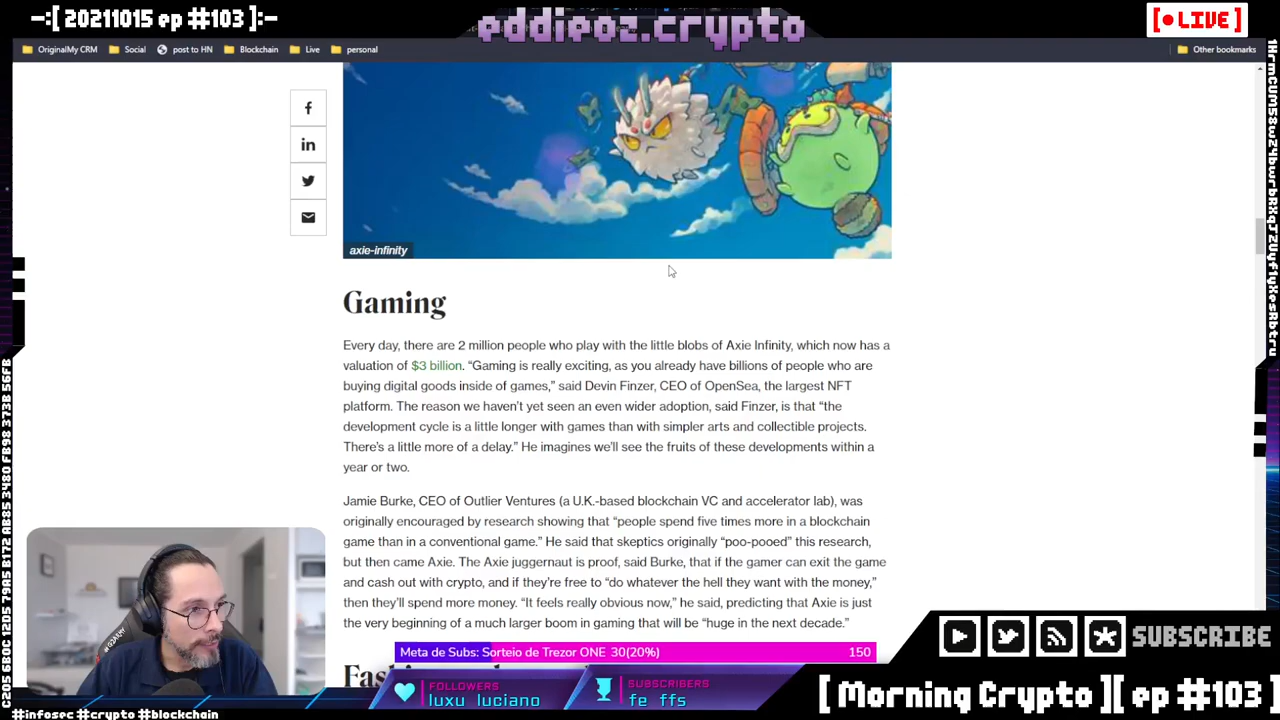 -:[ 20211015 ep #103 ]:-
eddieoz.crypto
[● LIVE]
OriginalMy CRM
Social
post to HN
Blockchain
Live
personal
Other bookmarks
axie-infinity
Gaming
Every day, there are 2 million people who play with the little blobs of Axie Infinity, which now has a
valuation of $3 billion. “Gaming is really exciting, as you already have billions of people who are
buying digital goods inside of games,” said Devin Finzer, CEO of OpenSea, the largest NFT
platform. The reason we haven’t yet seen an even wider adoption, said Finzer, is that “the
development cycle is a little longer with games than with simpler arts and collectible projects.
There’s a little more of a delay.” He imagines we’ll see the fruits of these developments within a
year or two.
Jamie Burke, CEO of Outlier Ventures (a U.K.-based blockchain VC and accelerator lab), was
originally encouraged by research showing that “people spend five times more in a blockchain
game than in a conventional game.” He said that skeptics originally “poo-pooed” this research,
but then came Axie. The Axie juggernaut is proof, said Burke, that if the gamer can exit the game
and cash out with crypto, and if they’re free to “do whatever the hell they want with the money,”
then they’ll spend more money. “It feels really obvious now,” he said, predicting that Axie is just
the very beginning of a much larger boom in gaming that will be “huge in the next decade.”
Meta de Subs: Sorteio de Trezor ONE 30(20%)
150
FOLLOWERS
luxu luciano
SUBSCRIBERS
fe ffs
SUBSCRIBE
[ Morning Crypto ][ ep #103 ]
#infosec #crypto #blockchain